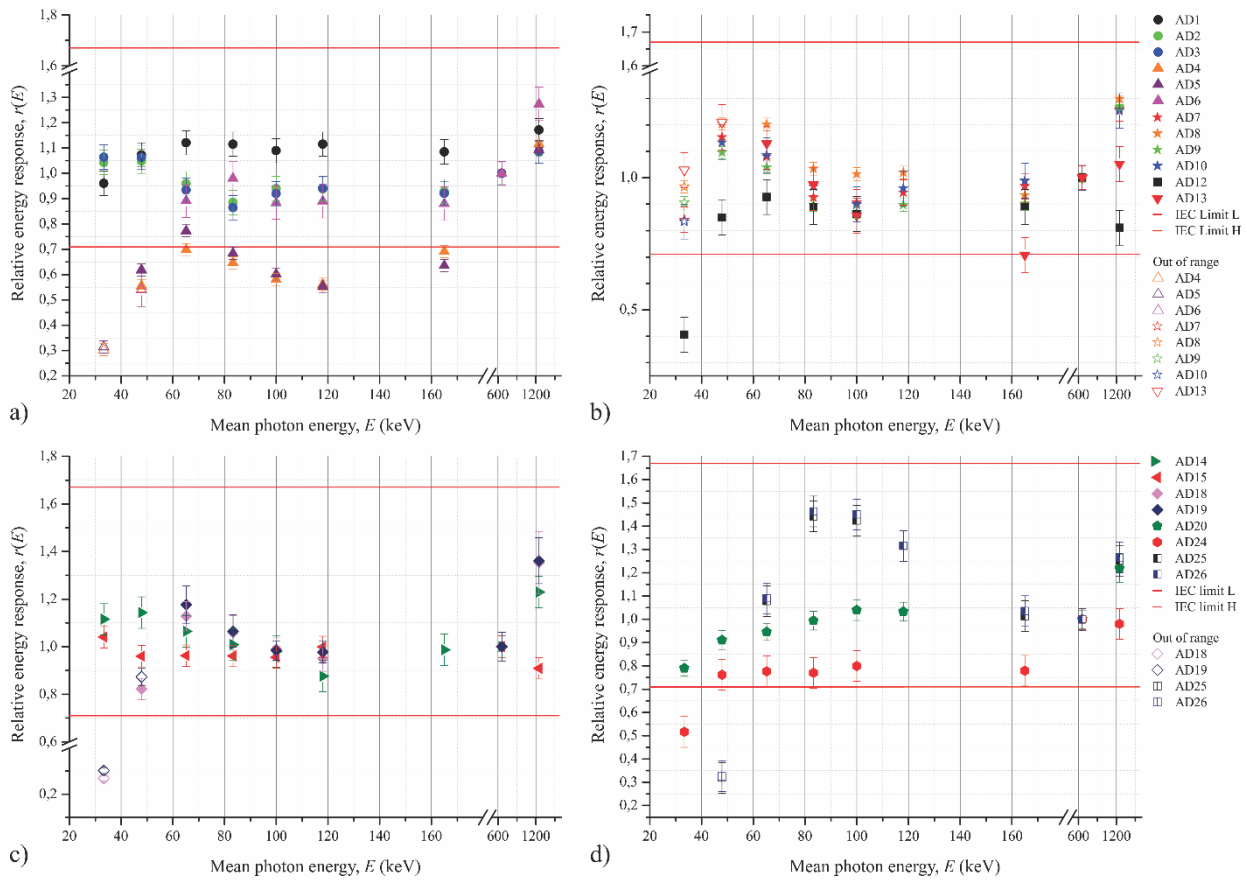 1,8
1,6
1,2
1,1
1,0
0,9
0,8
0,7
0,6
0,5
0,4
0,3
0,2
Relative energy response, r(E)
20 40 60 80 100 120 140 160 600 1200
Mean photon energy, E (keV)
a)
1,7
1,6
1,0
0,5
Relative energy response, r(E)
20 40 60 80 100 120 140 160 600 1200
Mean photon energy, E (keV)
b)
AD1
AD2
AD3
AD4
AD5
AD6
AD7
AD8
AD9
AD10
AD12
AD13
IEC Limit L
IEC Limit H
Out of range
AD4
AD5
AD6
AD7
AD8
AD9
AD10
AD13
1,8
1,6
1,4
1,2
1,0
0,8
0,6
0,2
Relative energy response, r(E)
20 40 60 80 100 120 140 160 600 1200
Mean photon energy, E (keV)
c)
1,7
1,6
1,5
1,4
1,3
1,2
1,1
1,0
0,9
0,8
0,7
0,6
0,5
0,4
0,3
0,2
Relative energy response, r(E)
20 40 60 80 100 120 140 160 600 1200
Mean photon energy, E (keV)
d)
AD14
AD15
AD18
AD19
AD20
AD24
AD25
AD26
IEC limit L
IEC limit H
Out of range
AD18
AD19
AD25
AD26